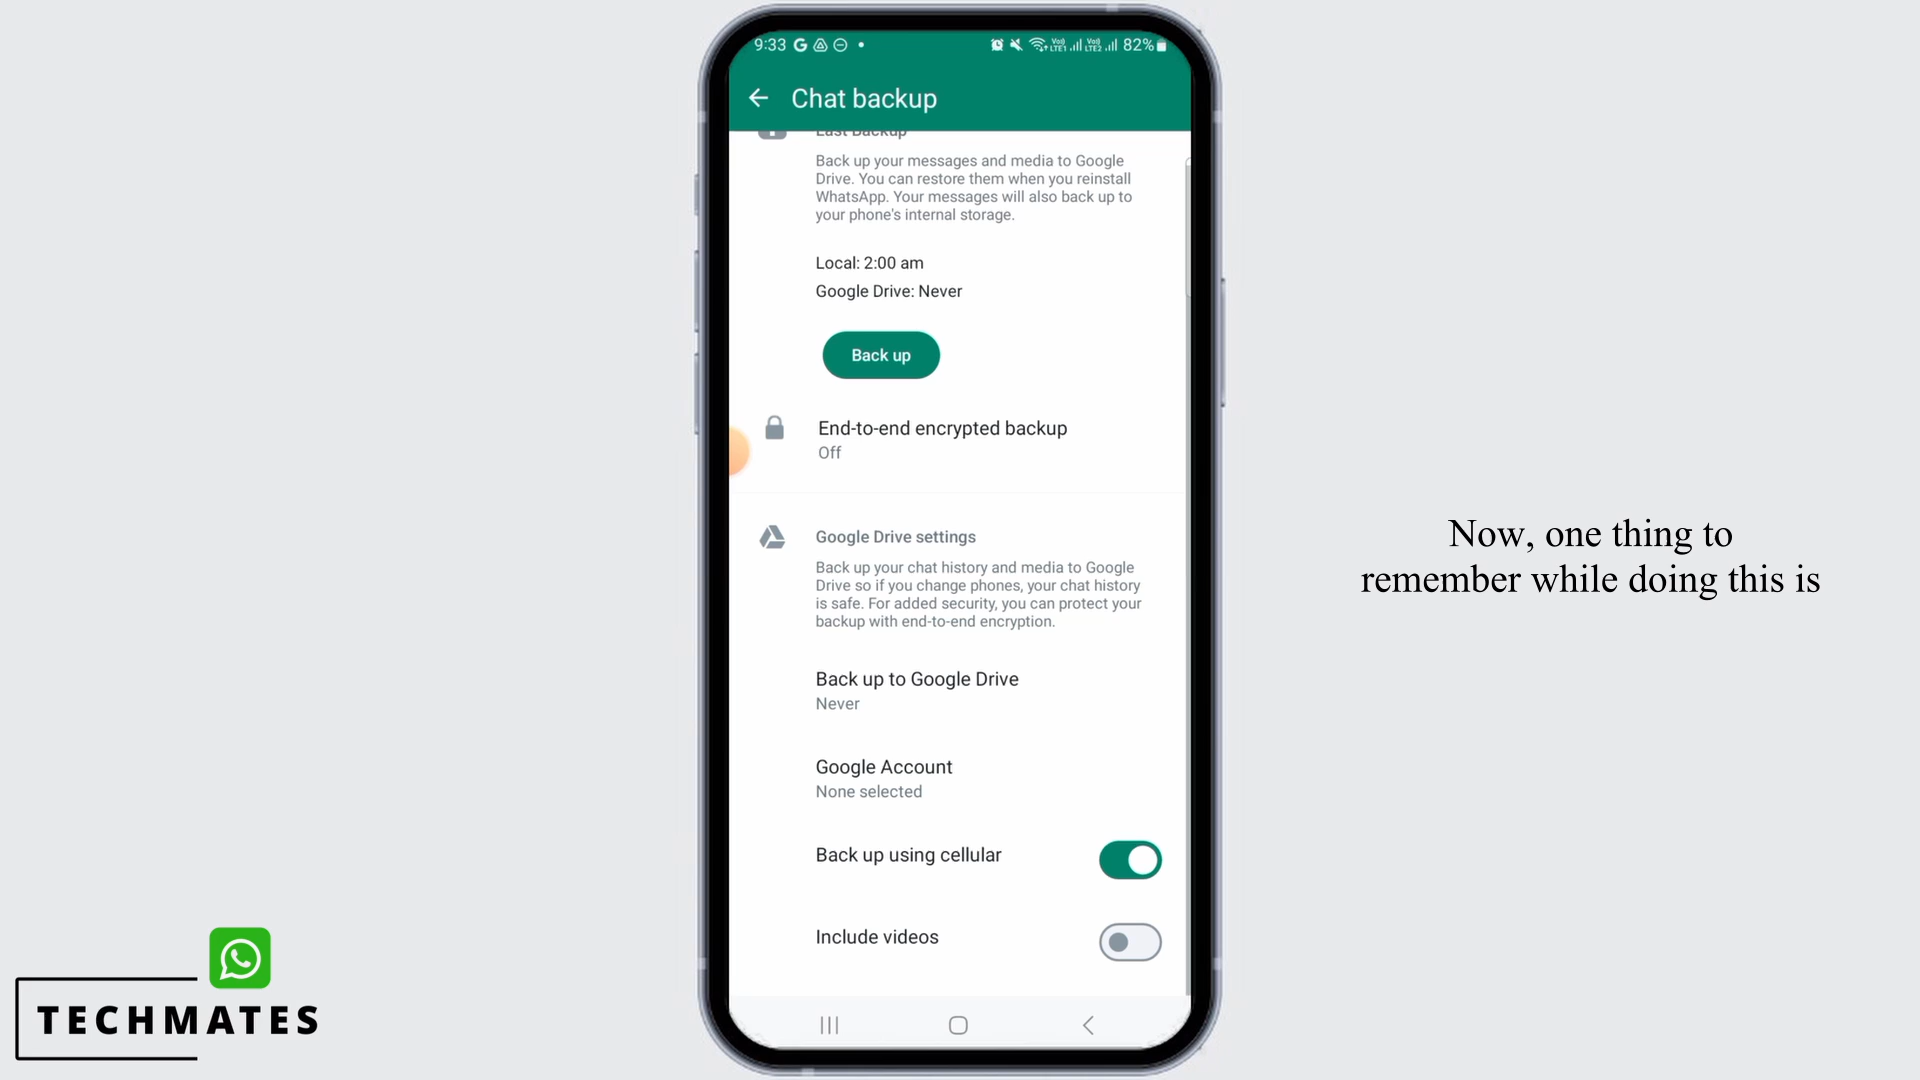 9:33
82%
Chat backup
Last Backup
Back up your messages and media to Google
Drive. You can restore them when you reinstall
WhatsApp. Your messages will also back up to
your phone's internal storage.
Local: 2:00 am
Google Drive: Never
Back up
End-to-end encrypted backup
Off
Google Drive settings
Back up your chat history and media to Google
Drive so if you change phones, your chat history
is safe. For added security, you can protect your
backup with end-to-end encryption.
Back up to Google Drive
Never
Google Account
None selected
Back up using cellular
Include videos
Now, one thing to
remember while doing this is
TECHMATES